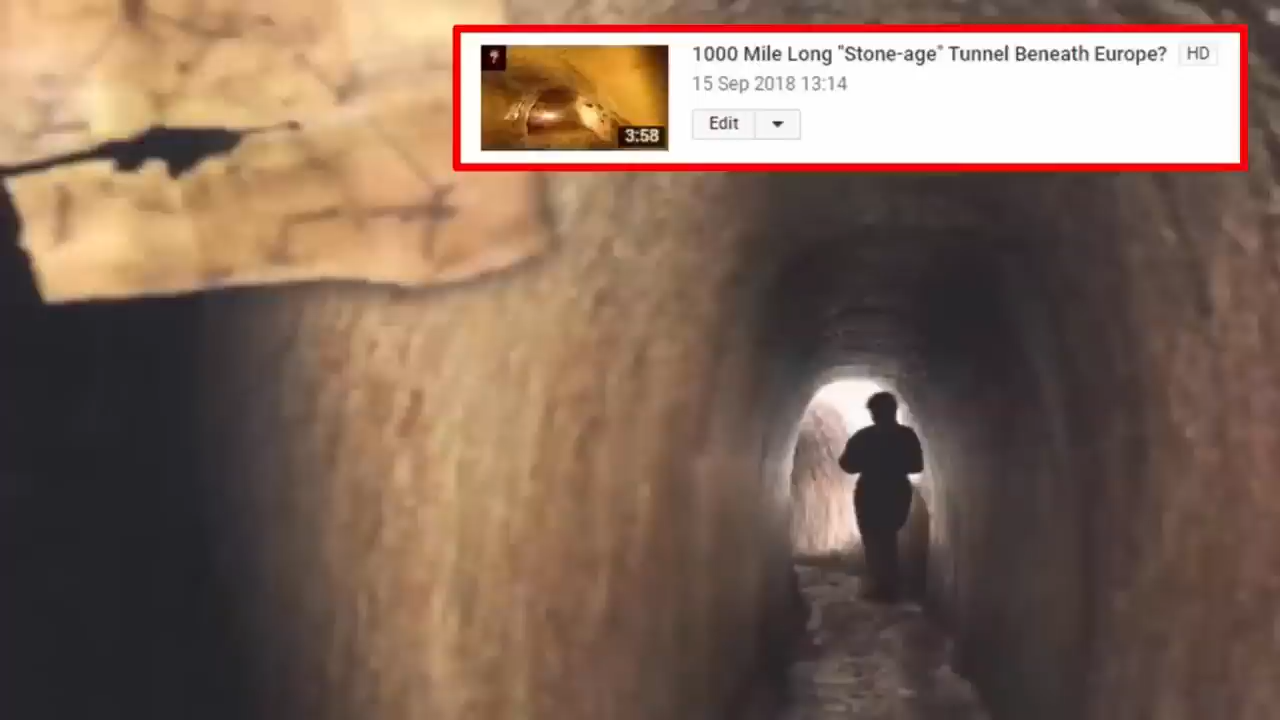 1000 Mile Long "Stone-age" Tunnel Beneath Europe? HD
15 Sep 2018 13:14
Edit
3:58
?